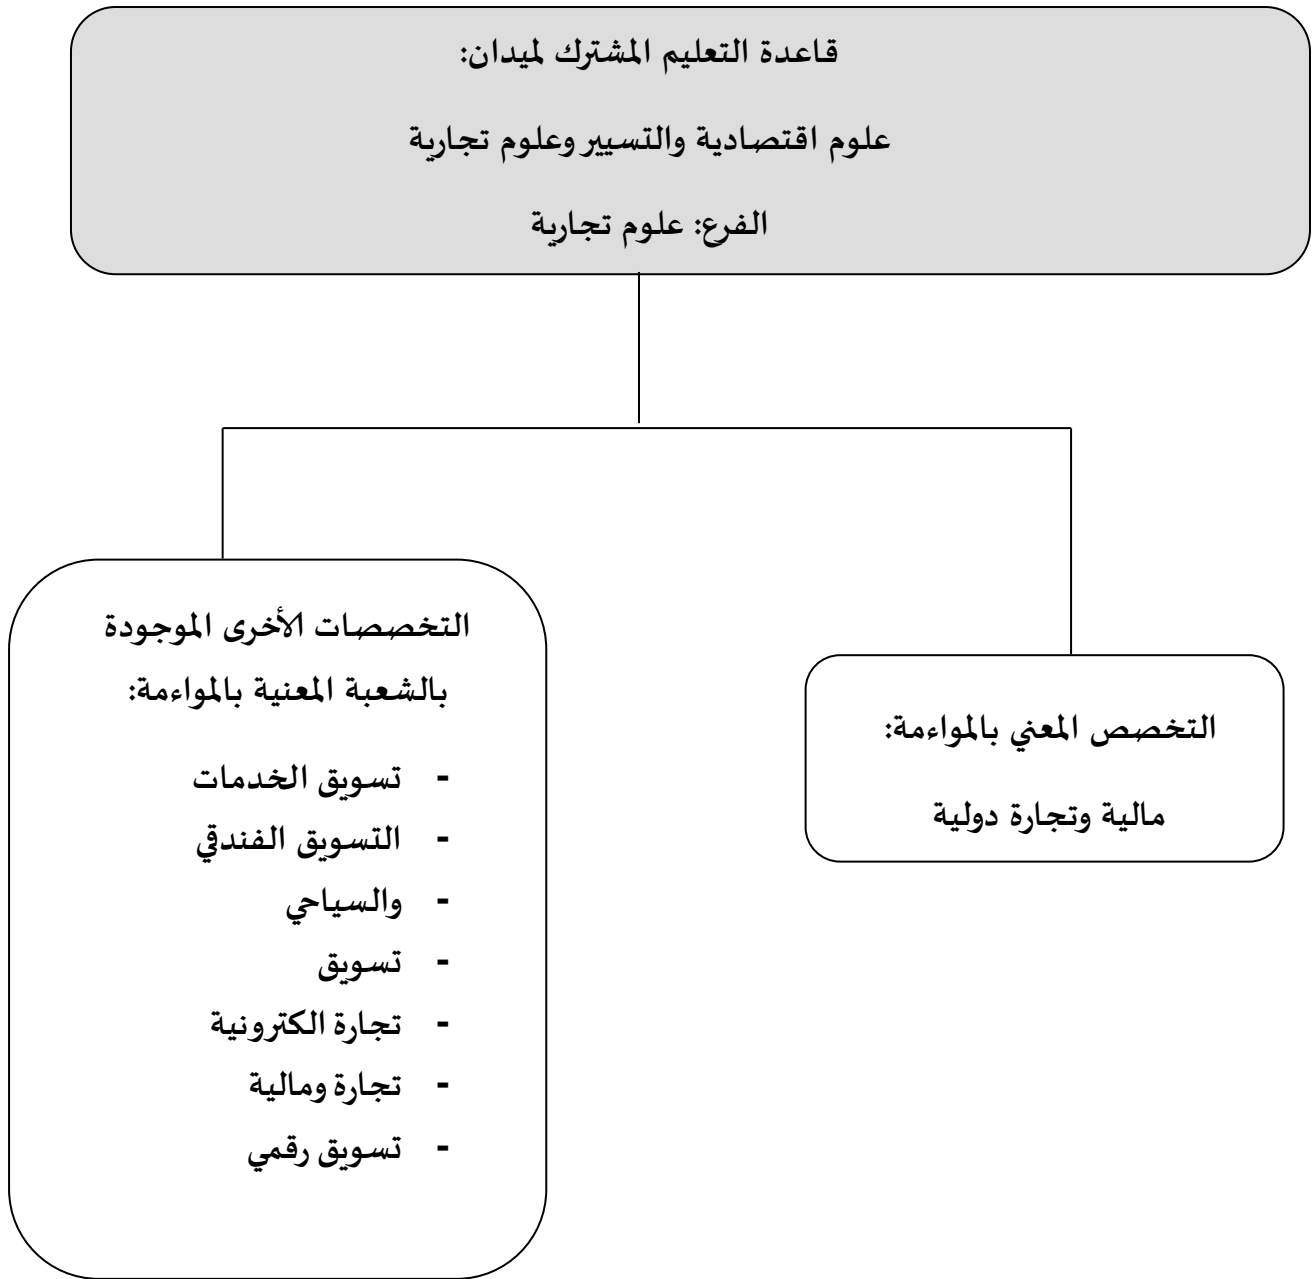 قاعدة التعليم المشترك لميدان:
علوم اقتصادية والتسيير وعلوم تجارية
الفرع: علوم تجارية
التخصص المعني بالمواءمة:
مالية وتجارة دولية
التخصصات الأخرى الموجودة
بالشعبة المعنية بالمواءمة:
- تسويق الخدمات
- التسويق الفندقي
- والسياحي
- تسويق
- تجارة الكترونية
- تجارة ومالية
- تسويق رقمي